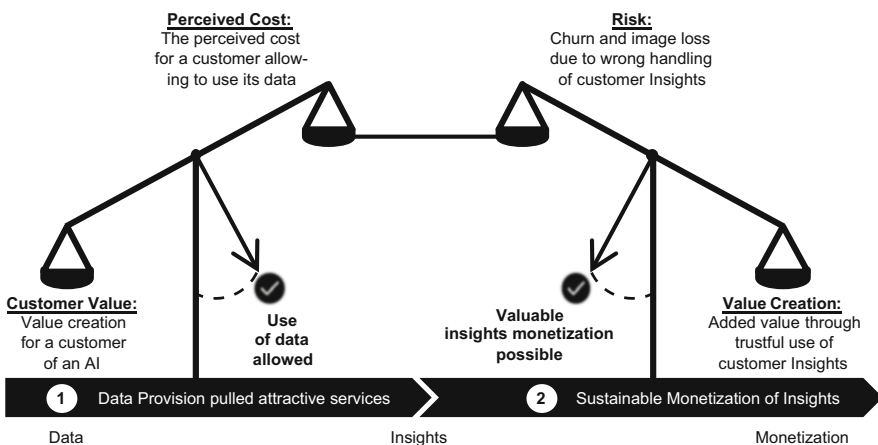 Perceived Cost:
The perceived cost
for a customer allow-
ing to use its data
Risk:
Churn and image loss
due to wrong handling
of customer Insights
Customer Value:
Value creation
for a customer
of an AI
Use
of data
allowed
Valuable
insights monetization
possible
Value Creation:
Added value through
trustful use of
customer Insights
1 Data Provision pulled attractive services
2 Sustainable Monetization of Insights
Data
Insights
Monetization